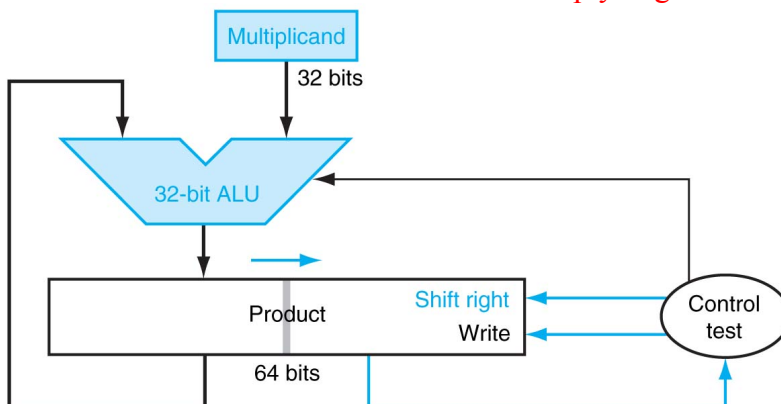 Multiplicand
32 bits
32-bit ALU
Product
Shift right
Write
64 bits
Control
test